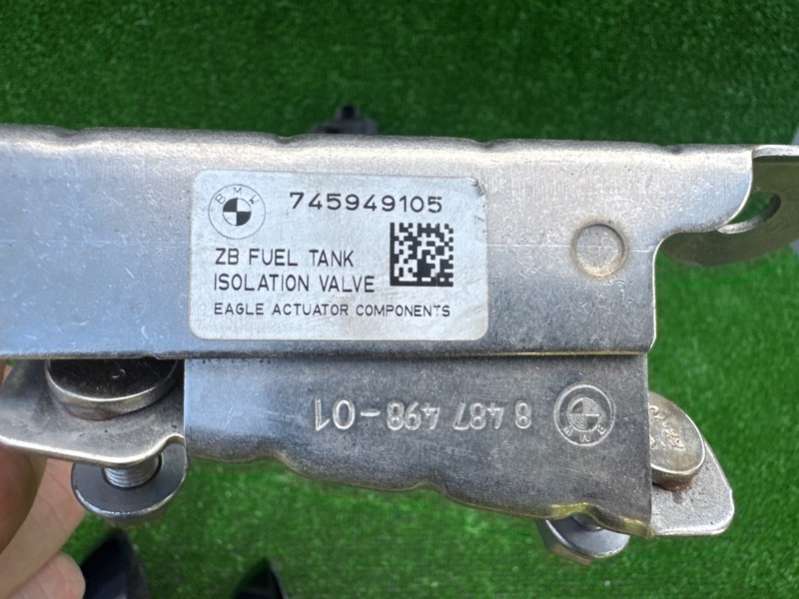 BMW
745949105
ZB FUEL TANK
ISOLATION VALVE
EAGLE ACTUATOR COMPONENTS
8 487 498-01
BMW